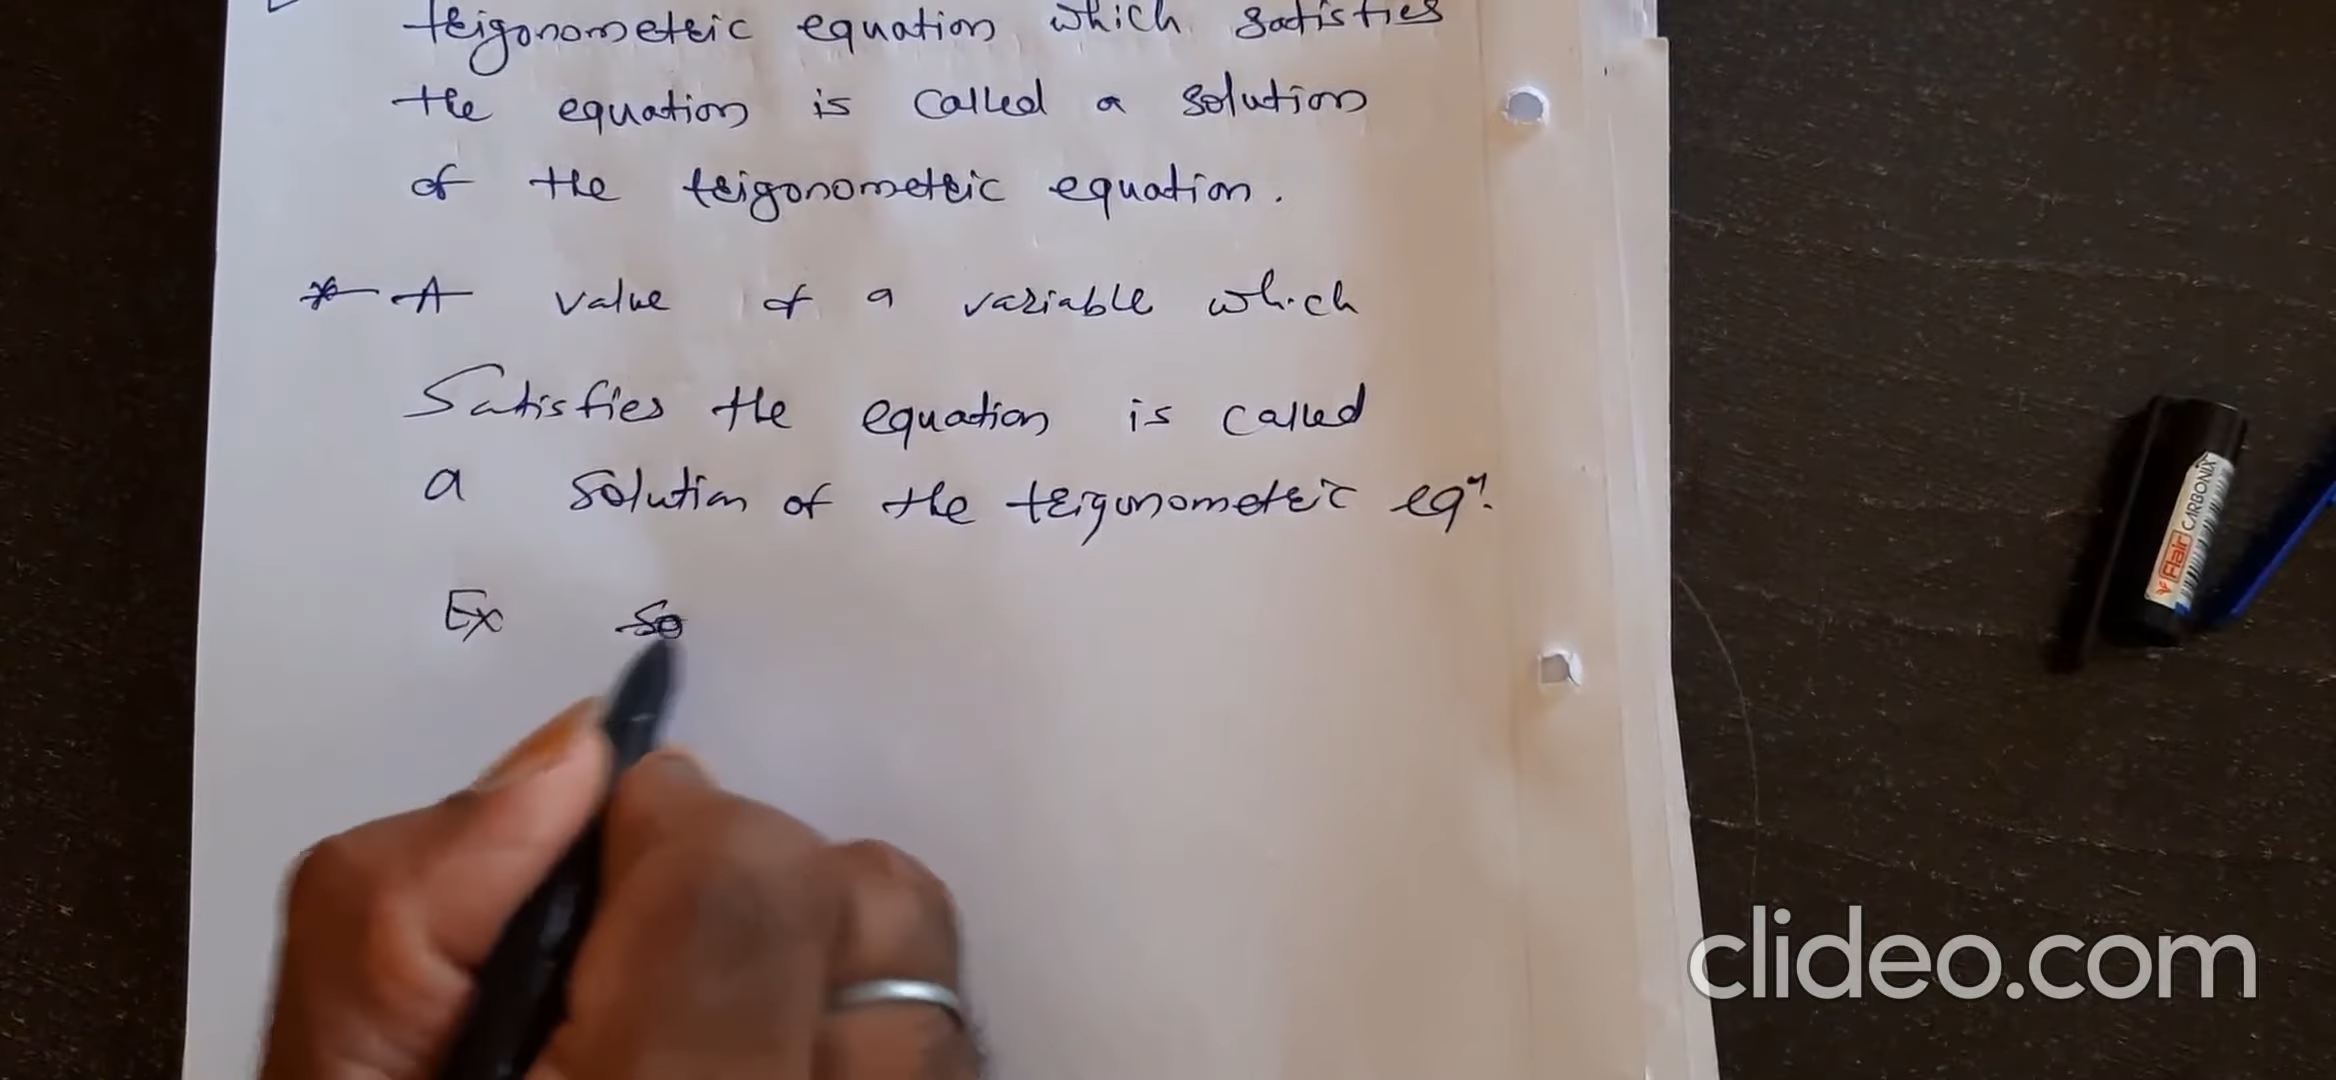 trigonometric equation which satisfies
the equation is called a solution
of the trigonometric equation.
* A value of a variable which
Satisfies the equation is called
a solution of the trigonometric eqn.
Ex
Flair CARBONIX
clideo.com